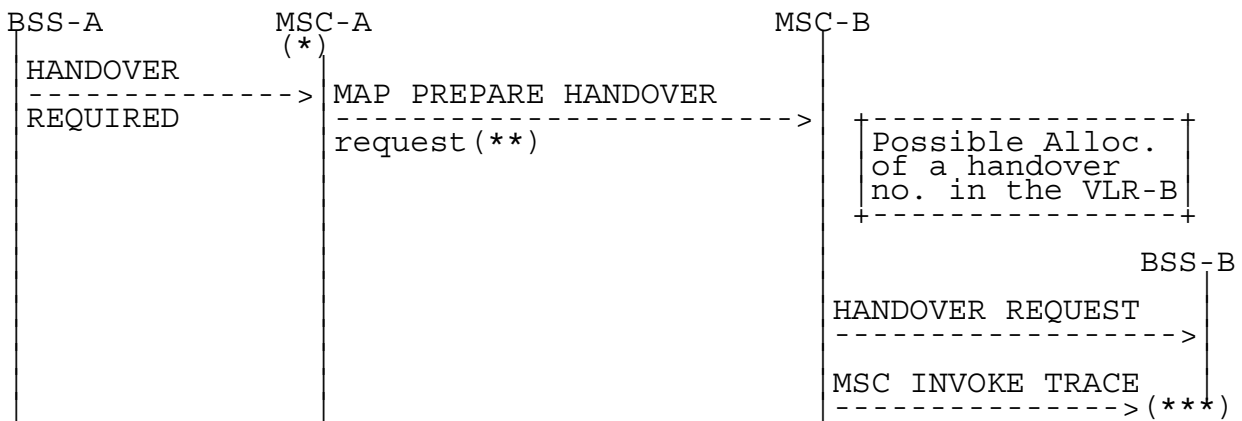 BSS-A MSC-A MSC-B
(*)
HANDOVER
REQUIRED
MAP PREPARE HANDOVER
request(**)
Possible Alloc.
of a handover
no. in the VLR-B
BSS-B
HANDOVER REQUEST
MSC INVOKE TRACE
(***)